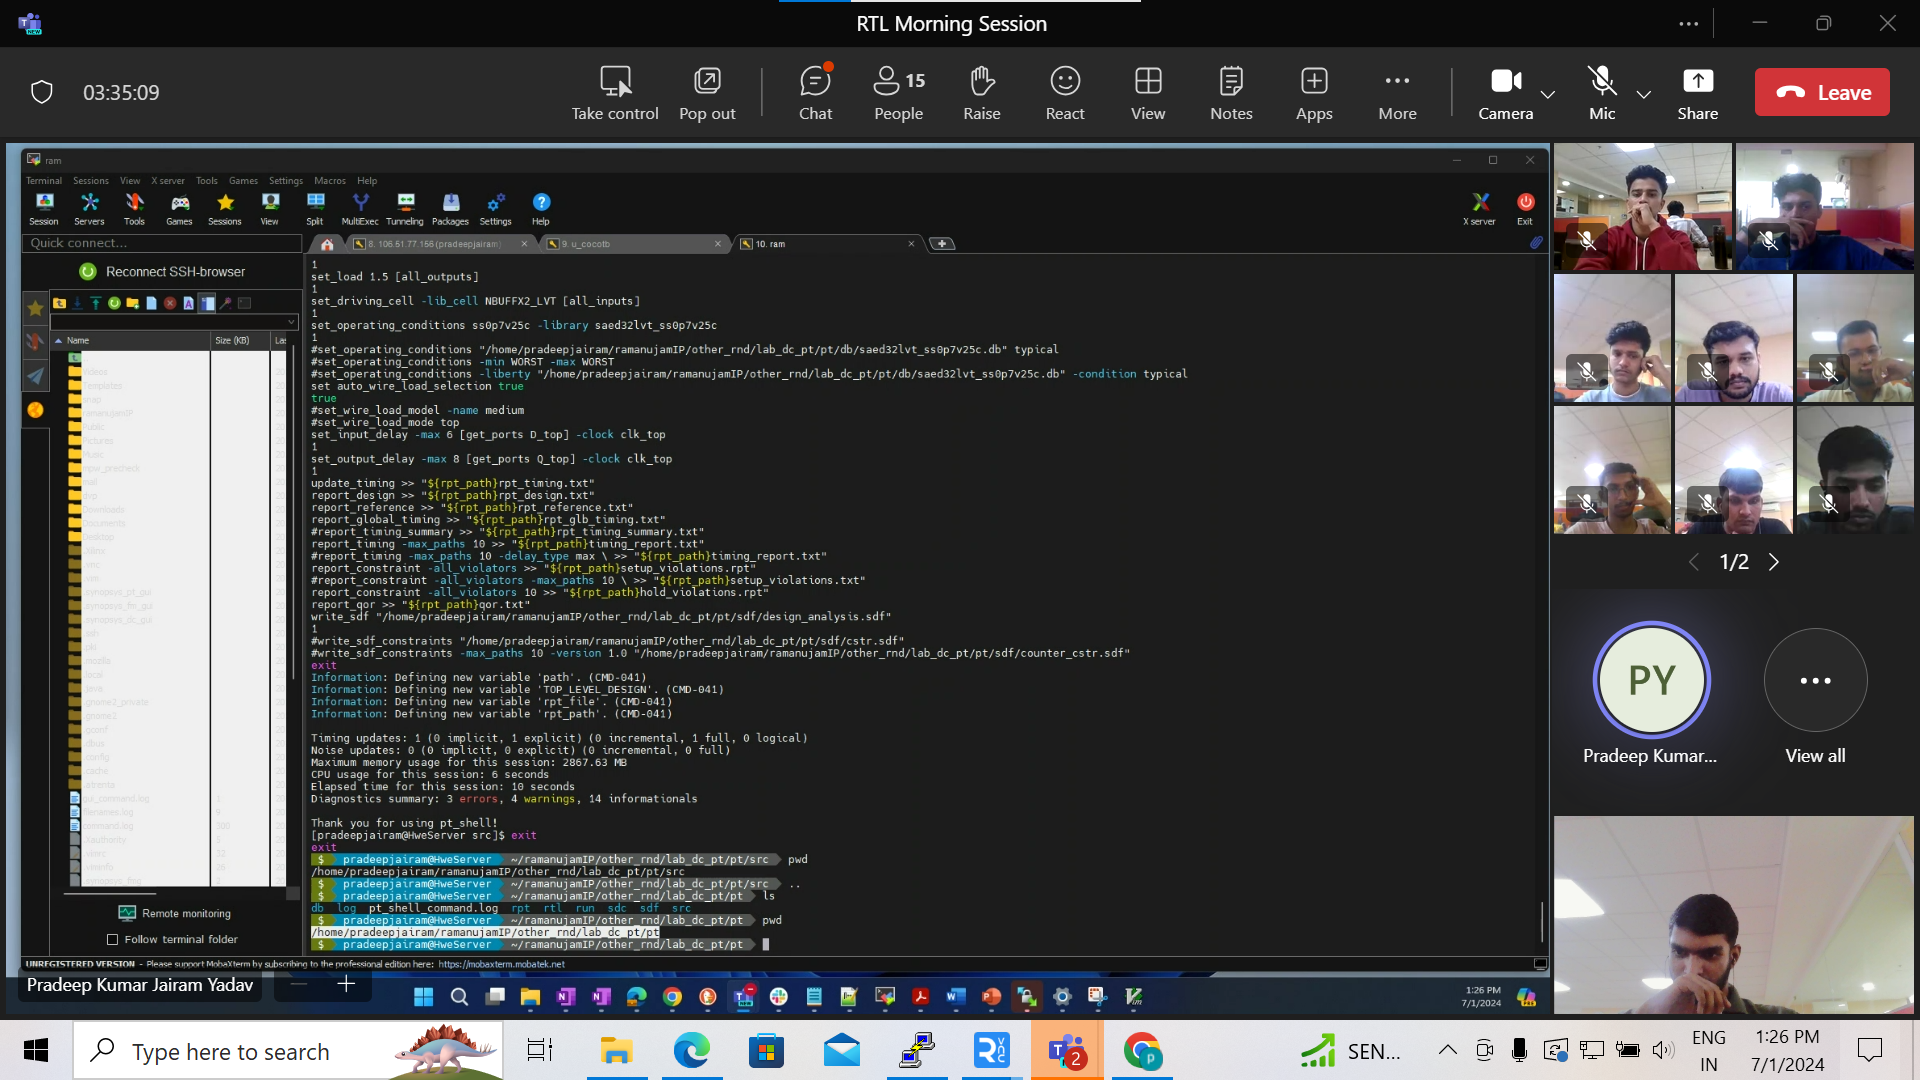 RTL Morning Session
03:35:09
Take control
Pop out
Chat
15
People
Raise
React
View
Notes
Apps
More
Camera
Mic
Share
Leave
ram
Terminal Sessions View X server Tools Games Settings Macros Help
Session Servers Tools Games Sessions View Split MultiExec Tunneling Packages Settings Help
X server Exit
Quick connect...
8. 106.51.77.156 (pradeepjairam)
9. u_cocotb
10. ram
Reconnect SSH-browser
Name
Size (KB)
1
set_load 1.5 [all_outputs]
1
set_driving_cell -lib_cell NBUFFX2_LVT [all_inputs]
1
set_operating_conditions ss0p7v25c -library saed32lvt_ss0p7v25c
1
#set_operating_conditions "/home/pradeepjairam/ramanujamIP/other_rnd/lab_dc_pt/pt/db/saed32lvt_ss0p7v25c.db" typical
#set_operating_conditions -min WORST -max WORST
#set_operating_conditions -liberty "/home/pradeepjairam/ramanujamIP/other_rnd/lab_dc_pt/pt/db/saed32lvt_ss0p7v25c.db" -condition typical
set auto_wire_load_selection true
true
#set_wire_load_model -name medium
#set_wire_load_mode top
set_input_delay -max 6 [get_ports D_top] -clock clk_top
1
set_output_delay -max 8 [get_ports Q_top] -clock clk_top
1
update_timing >> "${rpt_path}rpt_timing.txt"
report_design >> "${rpt_path}rpt_design.txt"
report_reference >> "${rpt_path}rpt_reference.txt"
report_global_timing >> "${rpt_path}rpt_glb_timing.txt"
#report_timing_summary >> "${rpt_path}rpt_timing_summary.txt"
report_timing -max_paths 10 >> "${rpt_path}timing_report.txt"
#report_timing -max_paths 10 -delay_type max \ >> "${rpt_path}timing_report.txt"
report_constraint -all_violators >> "${rpt_path}setup_violations.rpt"
#report_constraint -all_violators -max_paths 10 \ >> "${rpt_path}setup_violations.txt"
report_constraint -all_violators 10 >> "${rpt_path}hold_violations.rpt"
report_qor >> "${rpt_path}qor.txt"
write_sdf "/home/pradeepjairam/ramanujamIP/other_rnd/lab_dc_pt/pt/sdf/design_analysis.sdf"
1
#write_sdf_constraints "/home/pradeepjairam/ramanujamIP/other_rnd/lab_dc_pt/pt/sdf/cstr.sdf"
#write_sdf_constraints -max_paths 10 -version 1.0 "/home/pradeepjairam/ramanujamIP/other_rnd/lab_dc_pt/pt/sdf/counter_cstr.sdf"
exit
Information: Defining new variable 'path'. (CMD-041)
Information: Defining new variable 'TOP_LEVEL_DESIGN'. (CMD-041)
Information: Defining new variable 'rpt_file'. (CMD-041)
Information: Defining new variable 'rpt_path'. (CMD-041)
Timing updates: 1 (0 implicit, 1 explicit) (0 incremental, 1 full, 0 logical)
Noise updates: 0 (0 implicit, 0 explicit) (0 incremental, 0 full)
Maximum memory usage for this session: 2867.63 MB
CPU usage for this session: 6 seconds
Elapsed time for this session: 10 seconds
Diagnostics summary: 3 errors, 4 warnings, 14 informationals
Thank you for using pt_shell!
[pradeepjairam@HweServer src]$ exit
exit
$ pradeepjairam@HweServer ~/ramanujamIP/other_rnd/lab_dc_pt/pt/src pwd
/home/pradeepjairam/ramanujamIP/other_rnd/lab_dc_pt/pt/src
$ pradeepjairam@HweServer ~/ramanujamIP/other_rnd/lab_dc_pt/pt/src ..
$ pradeepjairam@HweServer ~/ramanujamIP/other_rnd/lab_dc_pt/pt ls
db log pt_shell_command.log rpt rtl run sdc sdf src
$ pradeepjairam@HweServer ~/ramanujamIP/other_rnd/lab_dc_pt/pt pwd
/home/pradeepjairam/ramanujamIP/other_rnd/lab_dc_pt/pt
$ pradeepjairam@HweServer ~/ramanujamIP/other_rnd/lab_dc_pt/pt
Remote monitoring
Follow terminal folder
UNREGISTERED VERSION - Please support MobaXterm by subscribing to the professional edition here: https://mobaxterm.mobatek.net
Pradeep Kumar Jairam Yadav
1:26 PM
7/1/2024
1/2
PY
Pradeep Kumar...
View all
Type here to search
2
SEN...
ENG
IN
1:26 PM
7/1/2024